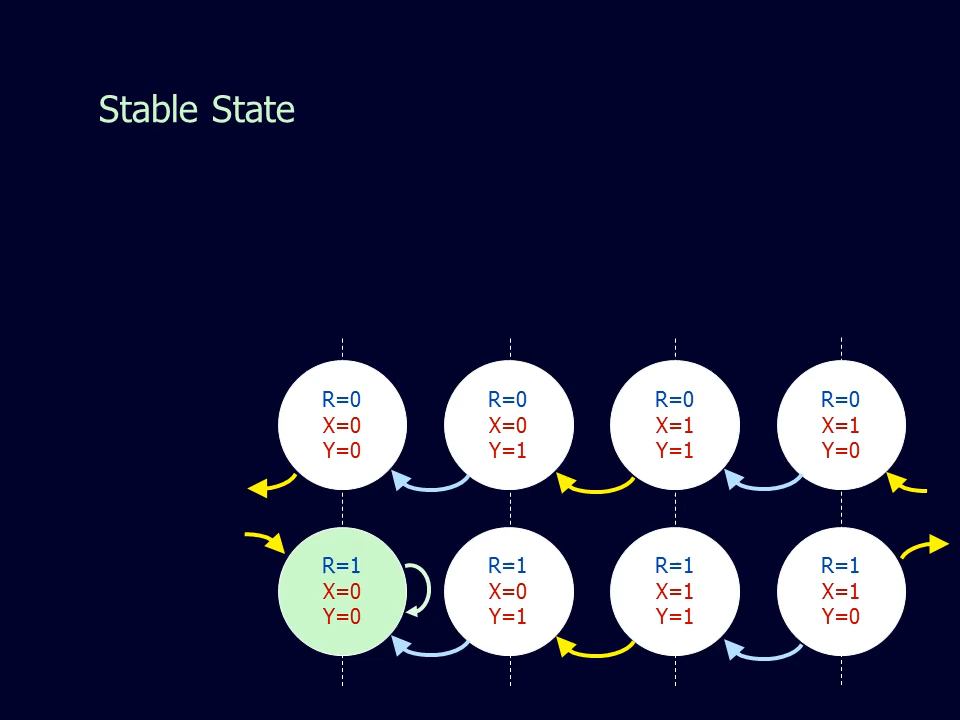 Stable State
R=0
X=0
Y=0
R=0
X=0
Y=1
R=0
X=1
Y=1
R=0
X=1
Y=0
R=1
X=0
Y=0
R=1
X=0
Y=1
R=1
X=1
Y=1
R=1
X=1
Y=0